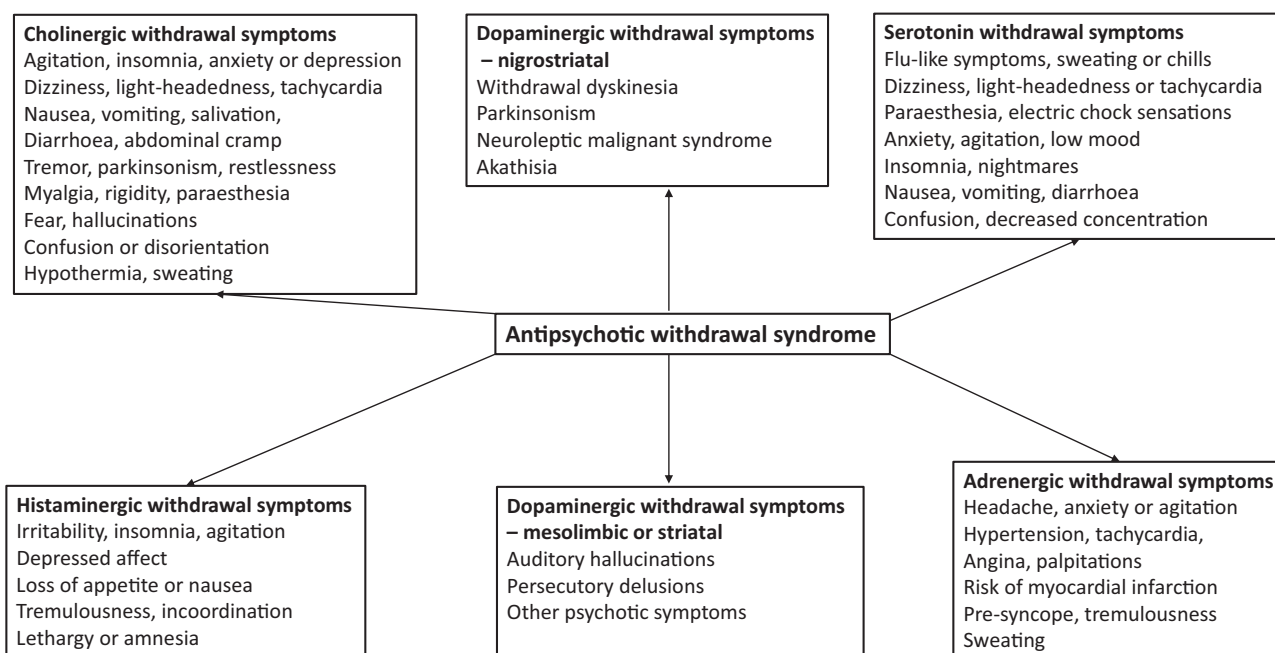 Cholinergic withdrawal symptoms
Agitation, insomnia, anxiety or depression
Dizziness, light-headedness, tachycardia
Nausea, vomiting, salivation,
Diarrhoea, abdominal cramp
Tremor, parkinsonism, restlessness
Myalgia, rigidity, paraesthesia
Fear, hallucinations
Confusion or disorientation
Hypothermia, sweating
Dopaminergic withdrawal symptoms
– nigrostriatal
Withdrawal dyskinesia
Parkinsonism
Neuroleptic malignant syndrome
Akathisia
Serotonin withdrawal symptoms
Flu-like symptoms, sweating or chills
Dizziness, light-headedness or tachycardia
Paraesthesia, electric chock sensations
Anxiety, agitation, low mood
Insomnia, nightmares
Nausea, vomiting, diarrhoea
Confusion, decreased concentration
Antipsychotic withdrawal syndrome
Histaminergic withdrawal symptoms
Irritability, insomnia, agitation
Depressed affect
Loss of appetite or nausea
Tremulousness, incoordination
Lethargy or amnesia
Dopaminergic withdrawal symptoms
– mesolimbic or striatal
Auditory hallucinations
Persecutory delusions
Other psychotic symptoms
Adrenergic withdrawal symptoms
Headache, anxiety or agitation
Hypertension, tachycardia,
Angina, palpitations
Risk of myocardial infarction
Pre-syncope, tremulousness
Sweating